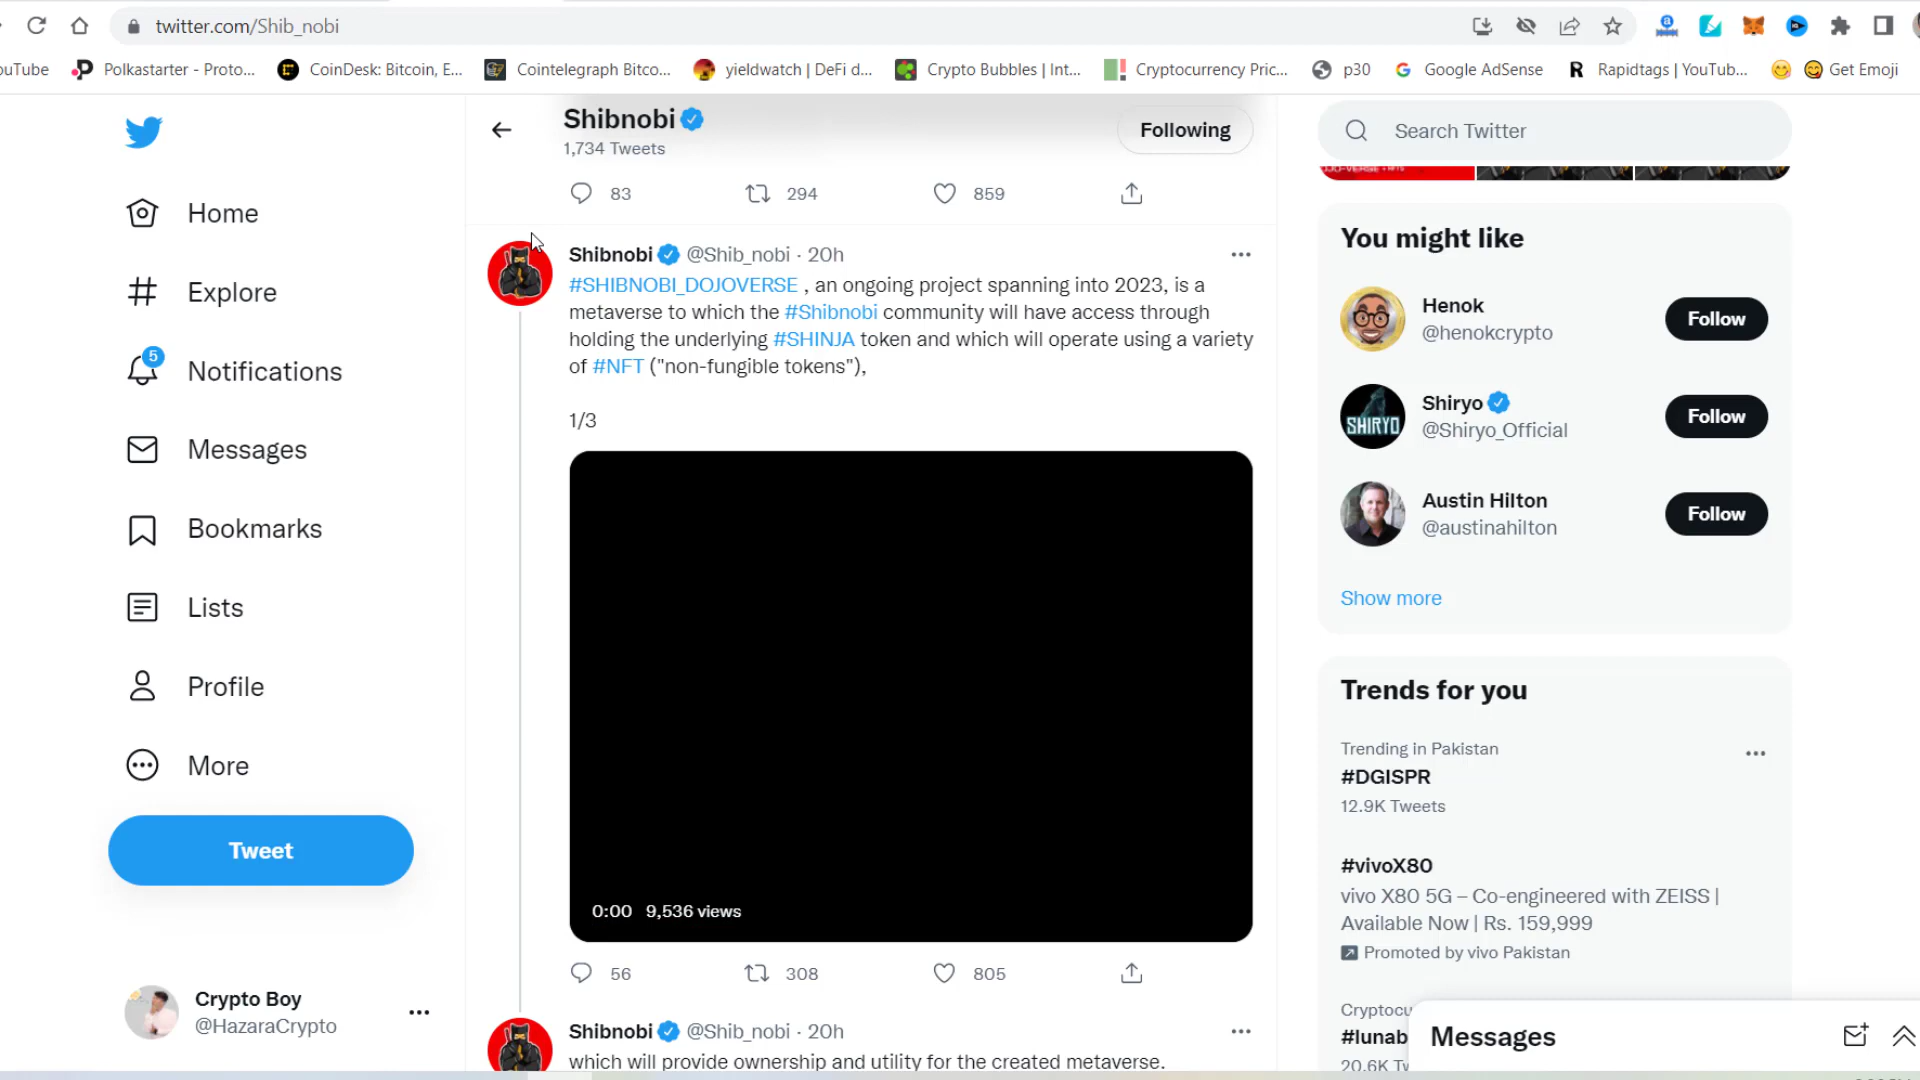 twitter.com/Shib_nobi
ouTube
Polkastarter - Proto...
CoinDesk: Bitcoin, E...
Cointelegraph Bitco...
yieldwatch | DeFi d...
Crypto Bubbles | Int...
Cryptocurrency Pric...
p30
Google AdSense
Rapidtags | YouTub...
Get Emoji
Shibnobi
1,734 Tweets
Following
Search Twitter
83
294
859
Home
Explore
5
Notifications
Messages
Bookmarks
Lists
Profile
More
Tweet
Crypto Boy
@HazaraCrypto
Shibnobi @Shib_nobi · 20h
#SHIBNOBI_DOJOVERSE , an ongoing project spanning into 2023, is a
metaverse to which the #Shibnobi community will have access through
holding the underlying #SHINJA token and which will operate using a variety
of #NFT ("non-fungible tokens"),
1/3
0:00 9,536 views
56
308
805
Shibnobi @Shib_nobi · 20h
which will provide ownership and utility for the created metaverse.
You might like
Henok
@henokcrypto
Follow
SHIRYO
Shiryo
@Shiryo_Official
Follow
Austin Hilton
@austinahilton
Follow
Show more
Trends for you
Trending in Pakistan
#DGISPR
12.9K Tweets
#vivoX80
vivo X80 5G – Co-engineered with ZEISS |
Available Now | Rs. 159,999
Promoted by vivo Pakistan
Cryptocu
#lunab
20.6K Tw
Messages